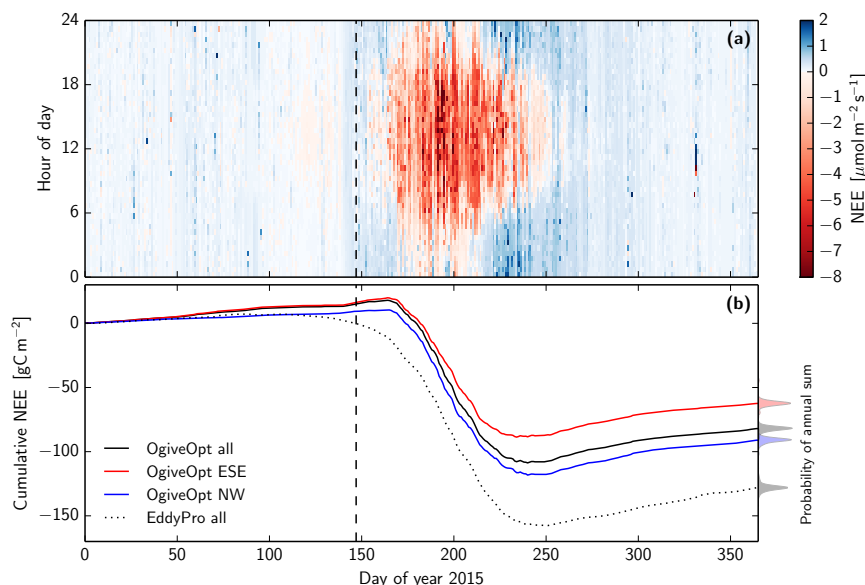 24
18
12
6
0
Hour of day
(a)
2
1
0
−1
−2
−3
−4
−5
−6
−7
−8
NEE [μmol m⁻² s⁻¹]
(b)
0
−50
−100
−150
Cumulative NEE [gC m⁻²]
OgiveOpt all
OgiveOpt ESE
OgiveOpt NW
EddyPro all
Probability of annual sum
0 50 100 150 200 250 300 350
Day of year 2015